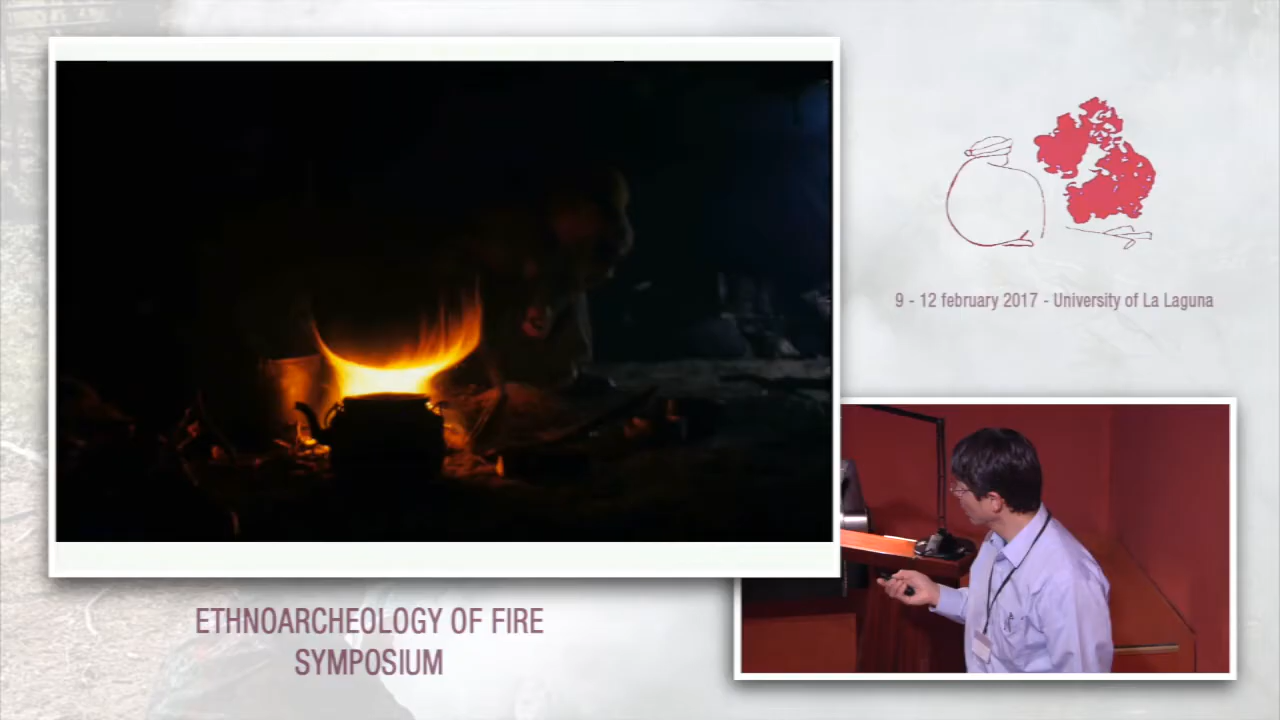 9 - 12 february 2017 - University of La Laguna
ETHNOARCHEOLOGY OF FIRE
SYMPOSIUM